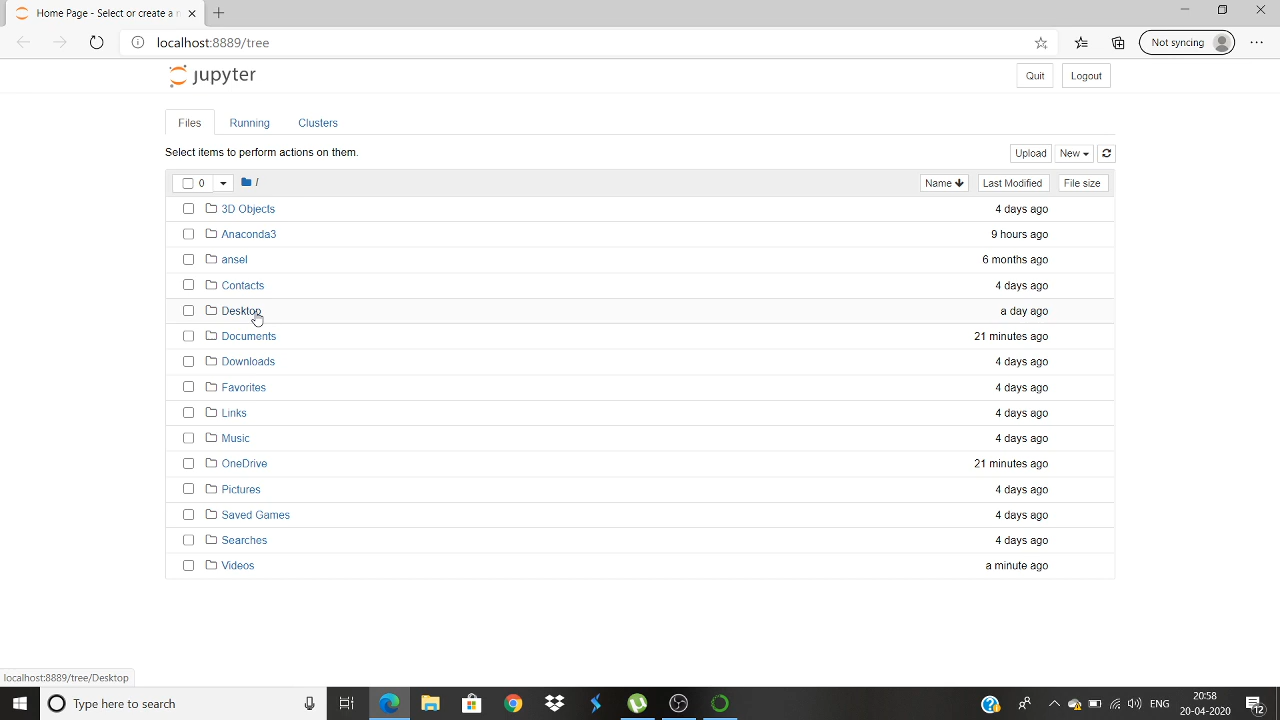 Home Page - Select or create a n
localhost:8889/tree
Not syncing
jupyter
Quit
Logout
Files
Running
Clusters
Select items to perform actions on them.
Upload
New
0
/
Name
Last Modified
File size
3D Objects 4 days ago
Anaconda3 9 hours ago
ansel 6 months ago
Contacts 4 days ago
Desktop a day ago
Documents 21 minutes ago
Downloads 4 days ago
Favorites 4 days ago
Links 4 days ago
Music 4 days ago
OneDrive 21 minutes ago
Pictures 4 days ago
Saved Games 4 days ago
Searches 4 days ago
Videos a minute ago
localhost:8889/tree/Desktop
Type here to search
ENG
20:58
20-04-2020